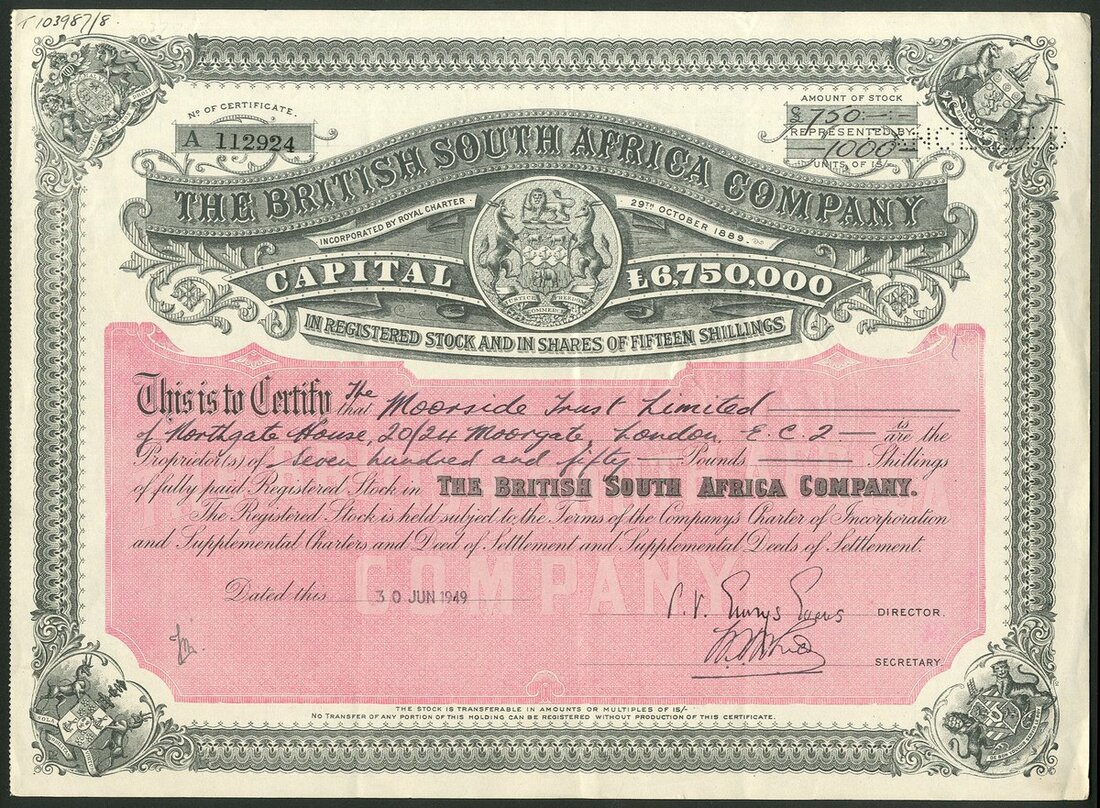 T 103987/8
Nº OF CERTIFICATE.
A 112924
AMOUNT OF STOCK
£ 750 -:-:-
REPRESENTED BY
1000
UNITS OF 15/-
THE BRITISH SOUTH AFRICA COMPANY
INCORPORATED BY ROYAL CHARTER
29TH OCTOBER 1889.
CAPITAL £6,750,000
JUSTICE COMMERCE FREEDOM
IN REGISTERED STOCK AND IN SHARES OF FIFTEEN SHILLINGS
This is to Certify that The Moorside Trust Limited
of Northgate House, 20/24 Moorgate, London E.C.2 — is are the
Proprietor(s) of Seven hundred and fifty — Pounds — Shillings
of fully paid Registered Stock in THE BRITISH SOUTH AFRICA COMPANY.
The Registered Stock is held subject to the Terms of the Company's Charter of Incorporation
and Supplemental Charters and Deed of Settlement and Supplemental Deeds of Settlement.
COMPANY
Dated this 30 JUN 1949
P. V. Emrys Evans DIRECTOR.
SECRETARY.
THE STOCK IS TRANSFERABLE IN AMOUNTS OR MULTIPLES OF 15/-
NO TRANSFER OF ANY PORTION OF THIS HOLDING CAN BE REGISTERED WITHOUT PRODUCTION OF THIS CERTIFICATE.